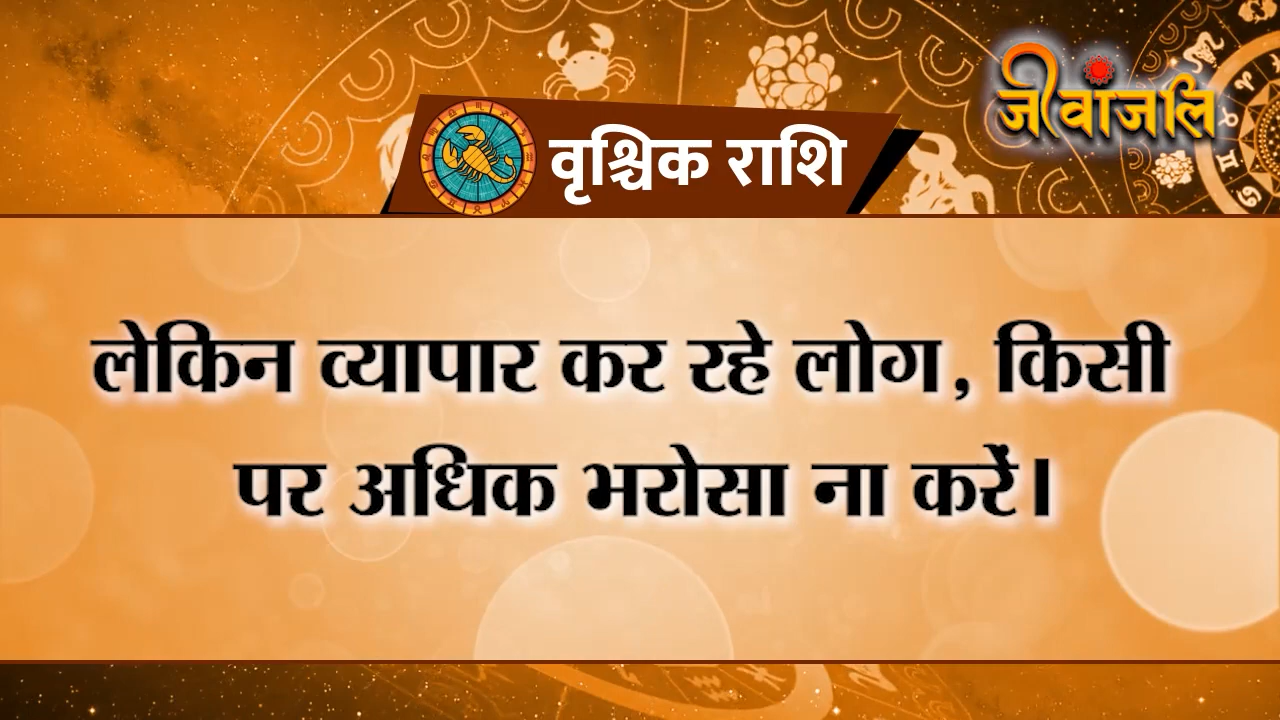 जीवांजलि
वृश्चिक राशि
लेकिन व्यापार कर रहे लोग, किसी
पर अधिक भरोसा ना करें।